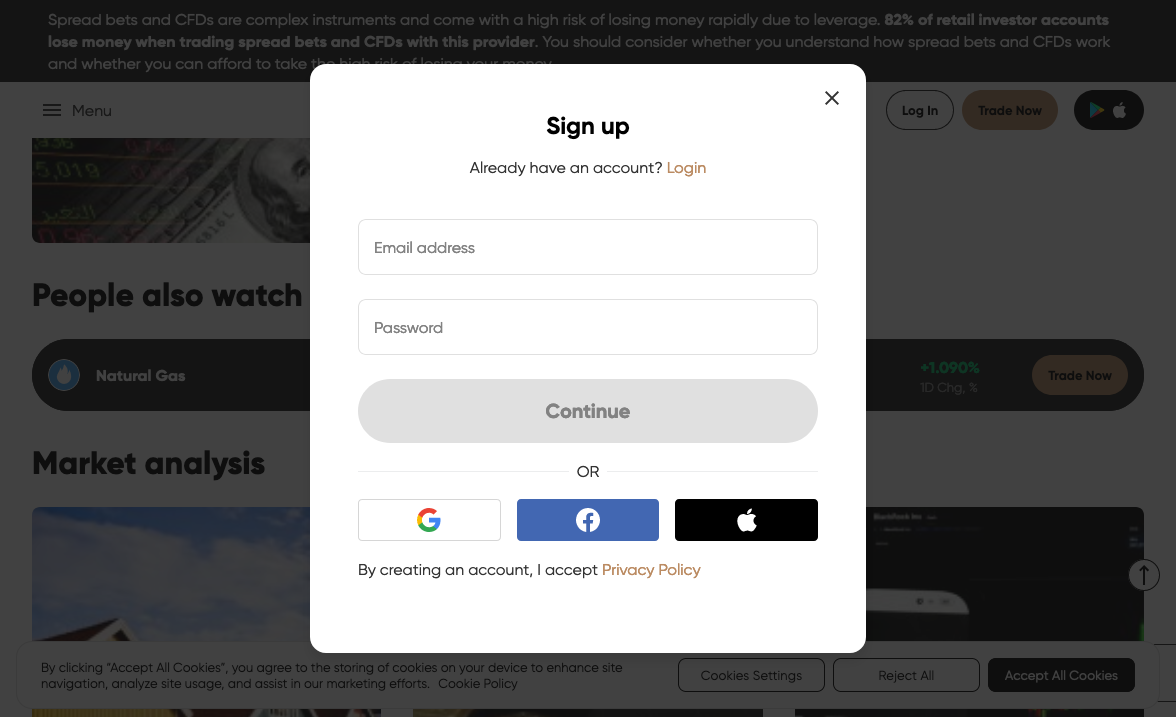 Spread bets and CFDs are complex instruments and come with a high risk of losing money rapidly due to leverage. 82% of retail investor accounts
lose money when trading spread bets and CFDs with this provider. You should consider whether you understand how spread bets and CFDs work
and whether you can afford to take the high risk of losing your money.
Menu
Log In
Trade Now
Sign up
Already have an account? Login
Email address
Password
Continue
OR
By creating an account, I accept Privacy Policy
5,019
People also watch
Natural Gas
+1.090%
1D Chg, %
Trade Now
Market analysis
By clicking "Accept All Cookies", you agree to the storing of cookies on your device to enhance site
navigation, analyze site usage, and assist in our marketing efforts. Cookie Policy
Cookies Settings
Reject All
Accept All Cookies